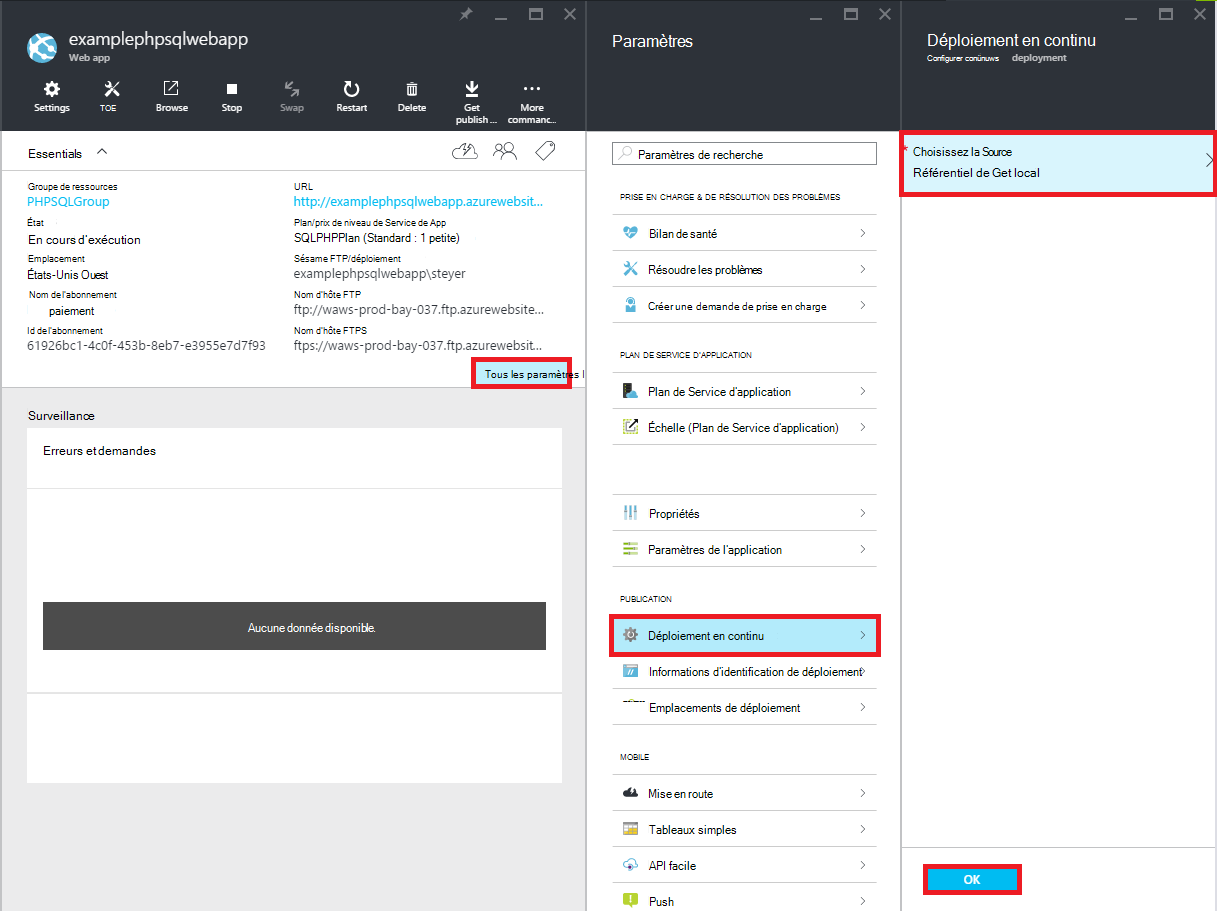 examplephpsqlwebapp
Web app
Settings
TOE
Browse
Stop
Swap
Restart
Delete
Get publish ...
More commanc...
Essentials
Groupe de ressources
PHPSQLGroup
État
En cours d'exécution
Emplacement
États-Unis Ouest
Nom de l'abonnement
paiement
Id de l'abonnement
61926bc1-4c0f-453b-8eb7-e3955e7d7f93
URL
http://examplephpsqlwebapp.azurewebsit...
Plan/prix de niveau de Service de App
SQLPHPPlan (Standard : 1 petite)
Sésame FTP/déploiement
examplephpsqlwebapp\steyer
Nom d'hôte FTP
ftp://waws-prod-bay-037.ftp.azurewebsite...
Nom d'hôte FTPS
ftps://waws-prod-bay-037.ftp.azurewebsit...
Tous les paramètres
Surveillance
Erreurs et demandes
Aucune donnée disponible.
Paramètres
Paramètres de recherche
PRISE EN CHARGE & DE RÉSOLUTION DES PROBLÈMES
Bilan de santé
Résoudre les problèmes
Créer une demande de prise en charge
PLAN DE SERVICE D'APPLICATION
Plan de Service d'application
Échelle (Plan de Service d'application)
Propriétés
Paramètres de l'application
PUBLICATION
Déploiement en continu
Informations d'identification de déploiement
Emplacements de déploiement
MOBILE
Mise en route
Tableaux simples
API facile
Push
Déploiement en continu
Configurer conünuws deployment
* Choisissez la Source
Référentiel de Get local
OK